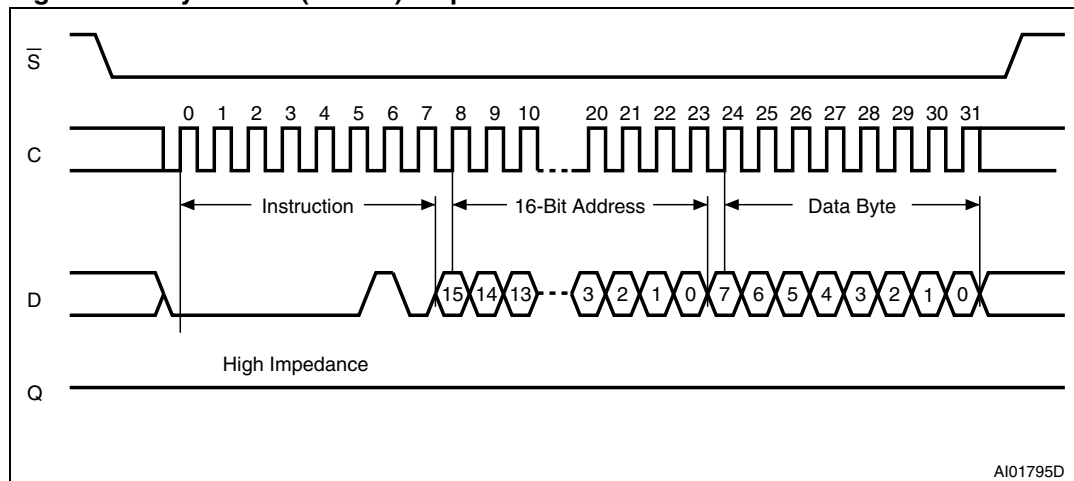 S
0 1 2 3 4 5 6 7 8 9 10 20 21 22 23 24 25 26 27 28 29 30 31
C
Instruction 16-Bit Address Data Byte
D
15 14 13 3 2 1 0 7 6 5 4 3 2 1 0
High Impedance
Q
AI01795D